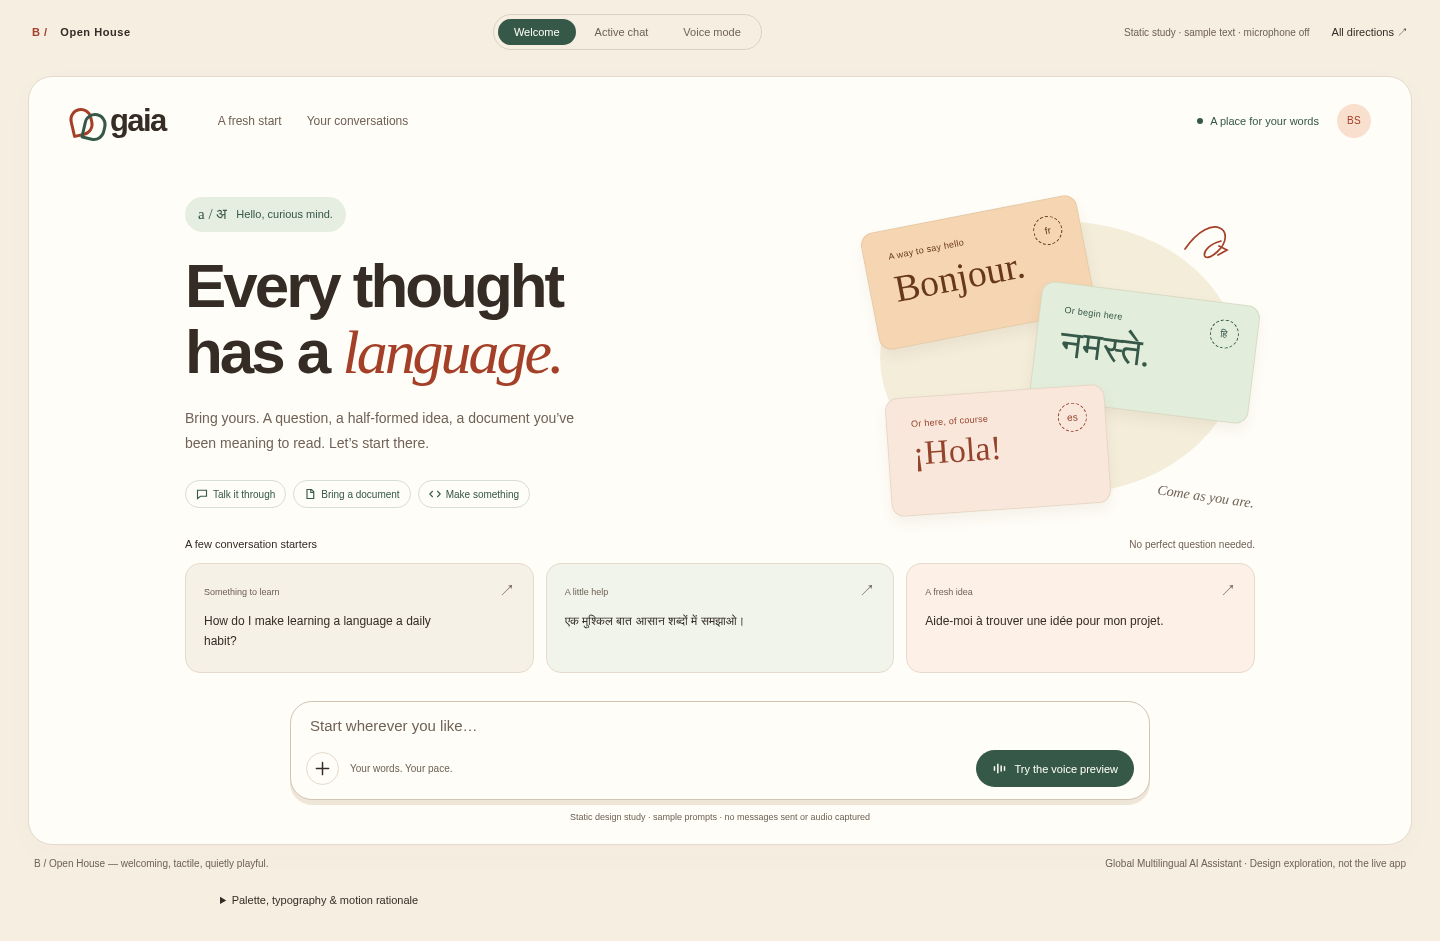 B / Open House
Welcome
Active chat
Voice mode
Static study · sample text · microphone off
All directions ↗
gaia
A fresh start
Your conversations
A place for your words
BS
a / अ Hello, curious mind.
Every thought
has a language.
Bring yours. A question, a half-formed idea, a document you’ve
been meaning to read. Let’s start there.
Talk it through
Bring a document
Make something
A way to say hello
fr
Bonjour.
Or begin here
हि
नमस्ते.
Or here, of course
es
¡Hola!
Come as you are.
A few conversation starters
No perfect question needed.
Something to learn ↗
How do I make learning a language a daily
habit?
A little help ↗
एक मुश्किल बात आसान शब्दों में समझाओ।
A fresh idea ↗
Aide-moi à trouver une idée pour mon projet.
Start wherever you like…
Your words. Your pace.
Try the voice preview
Static design study · sample prompts · no messages sent or audio captured
B / Open House — welcoming, tactile, quietly playful.
Global Multilingual AI Assistant · Design exploration, not the live app
▶ Palette, typography & motion rationale